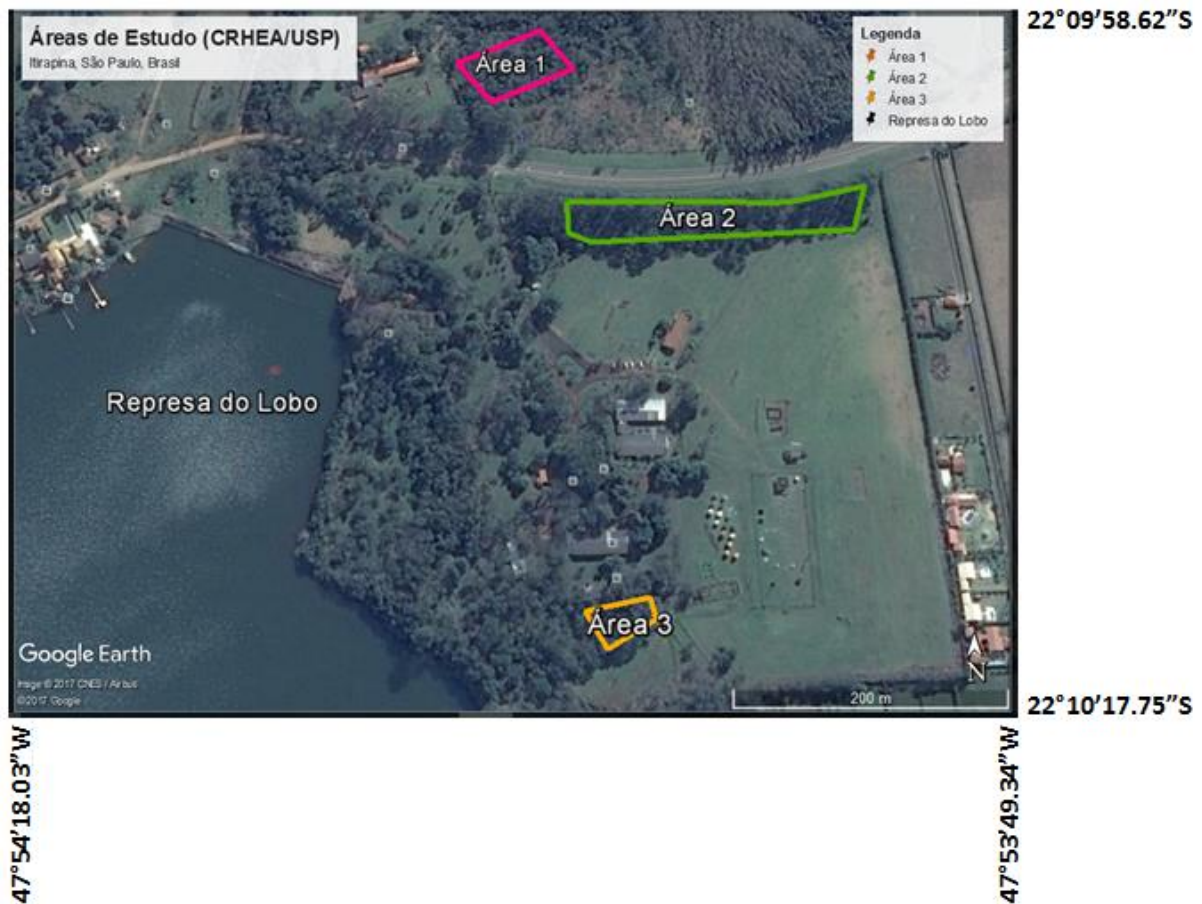 Áreas de Estudo (CRHEA/USP)
Itirapina, São Paulo, Brasil
Legenda
Área 1
Área 2
Área 3
Represa do Lobo
22°09’58.62”S
Área 1
Área 2
Represa do Lobo
Área 3
Google Earth
Image © 2017 CNES / Airbus
©2017 Google
N
200 m
22°10’17.75”S
47°54’18.03”W
47°53’49.34”W